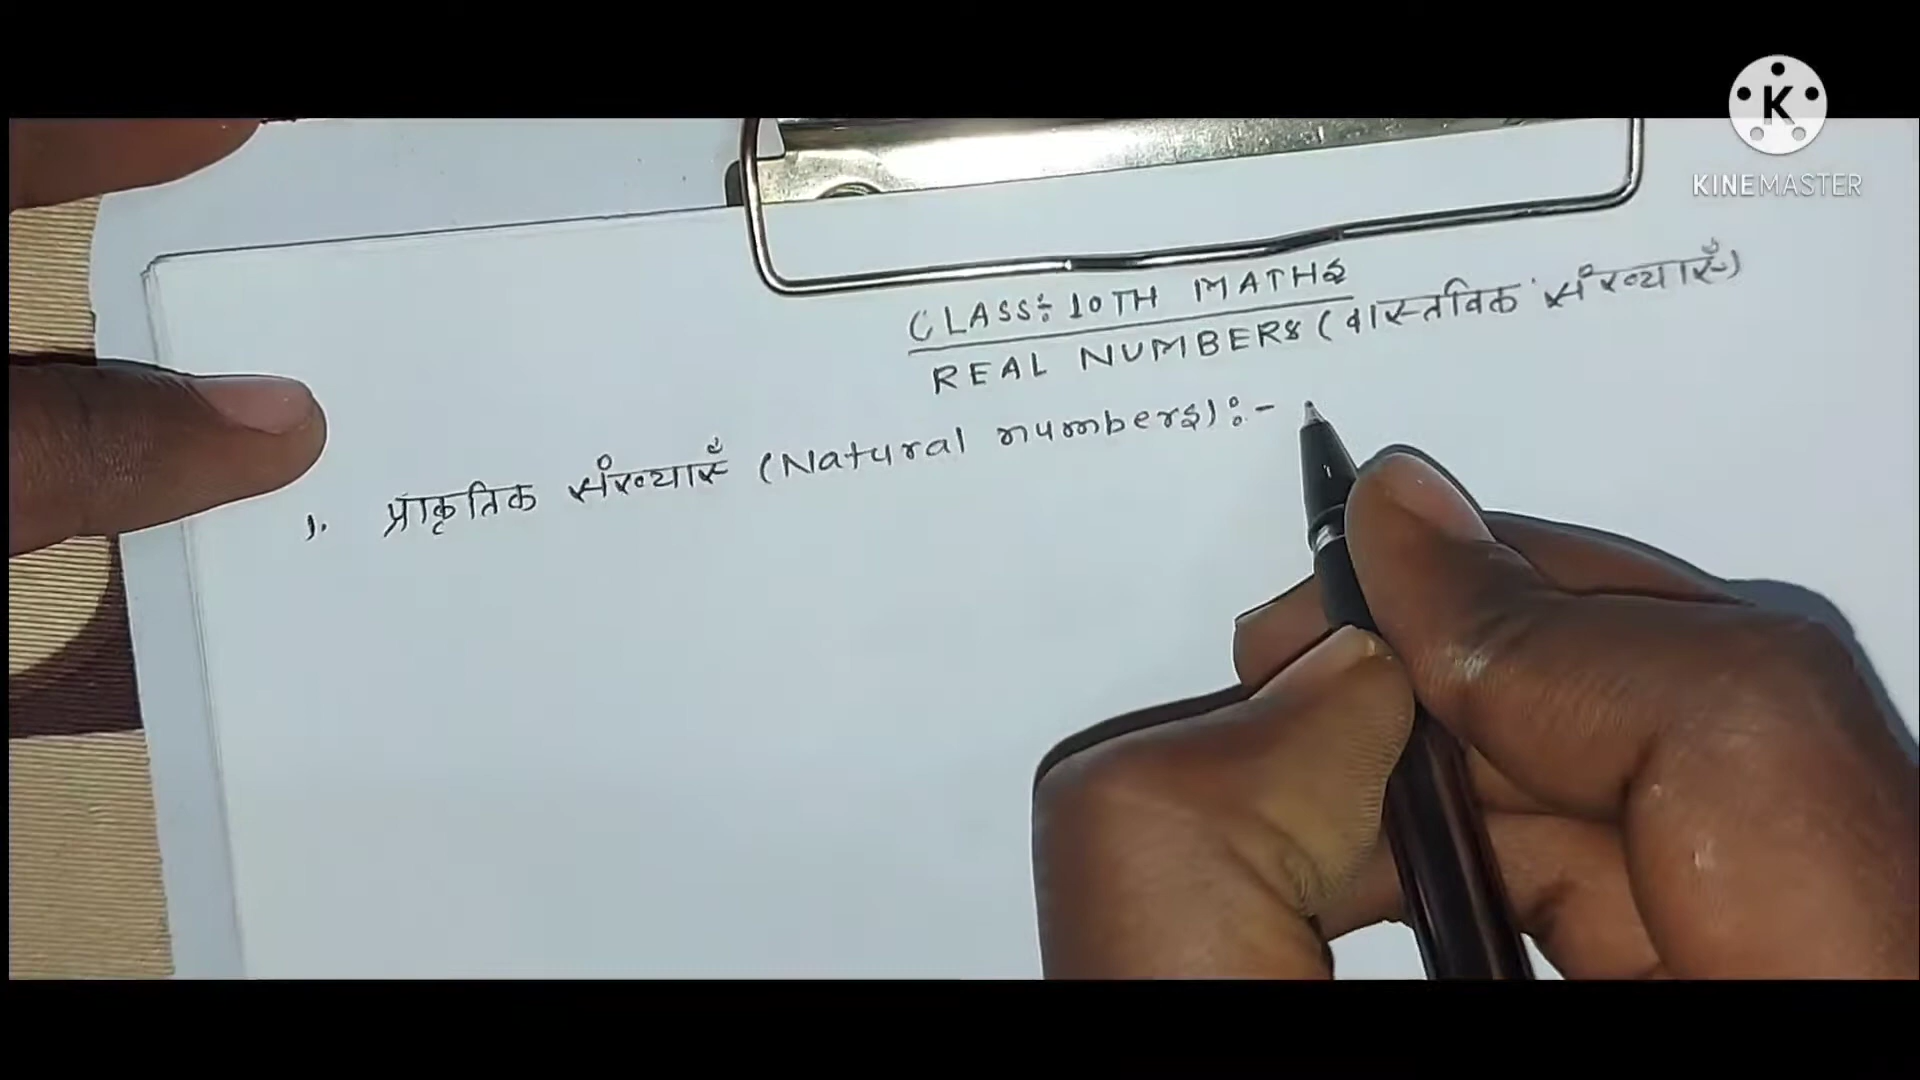 K
KINEMASTER
CLASS:- 10TH MATHS
REAL NUMBERS (वास्तविक संख्याएँ)
1. प्राकृतिक संख्याएँ (Natural numbers):-